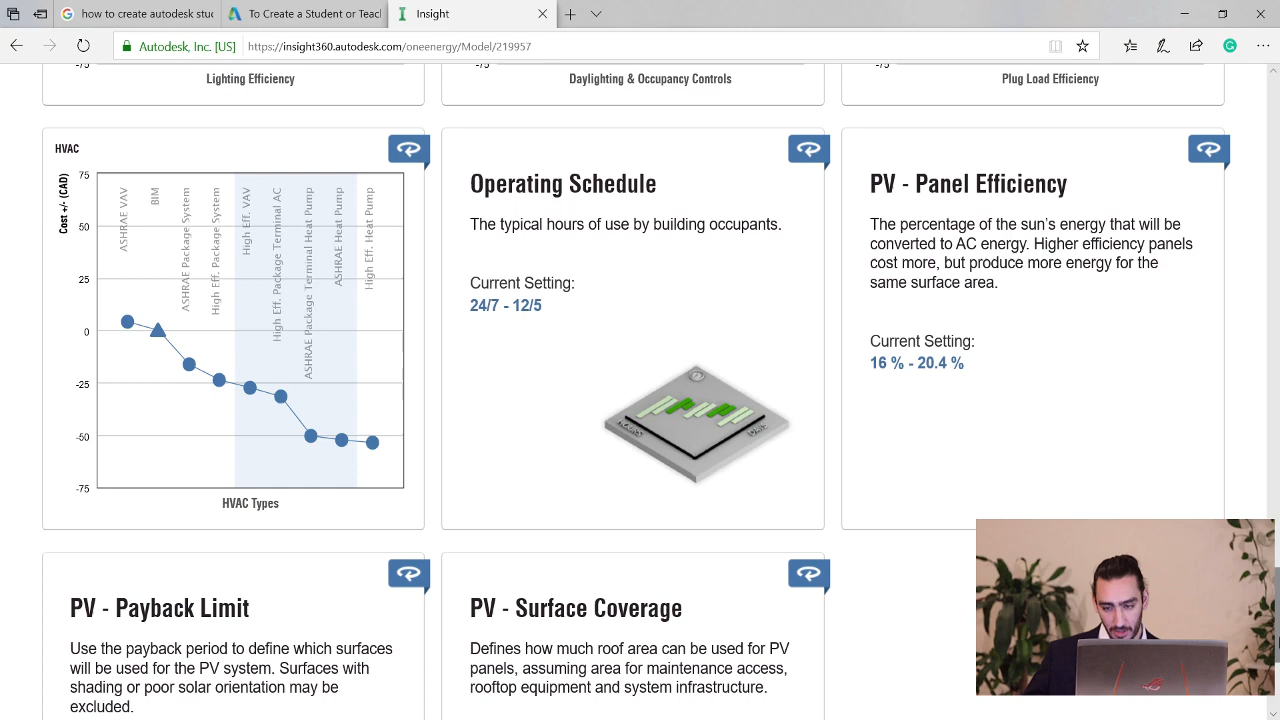 how to create autodesk stu
To Create a Student or Teach
Insight
Autodesk, Inc. [US]
https://insight360.autodesk.com/oneenergy/Model/219957
Lighting Efficiency
Daylighting & Occupancy Controls
Plug Load Efficiency
HVAC
Cost +/- (CAD)
75
50
25
0
-25
-50
-75
ASHRAE VAV
BIM
ASHRAE Package System
High Eff. Package System
High Eff. VAV
High Eff. Package Terminal AC
ASHRAE Package Terminal Heat Pump
ASHRAE Heat Pump
High Eff. Heat Pump
HVAC Types
Operating Schedule
The typical hours of use by building occupants.
Current Setting:
24/7 - 12/5
HOURS
DAYS
PV - Panel Efficiency
The percentage of the sun's energy that will be
converted to AC energy. Higher efficiency panels
cost more, but produce more energy for the
same surface area.
Current Setting:
16 % - 20.4 %
PV - Payback Limit
Use the payback period to define which surfaces
will be used for the PV system. Surfaces with
shading or poor solar orientation may be
excluded.
PV - Surface Coverage
Defines how much roof area can be used for PV
panels, assuming area for maintenance access,
rooftop equipment and system infrastructure.